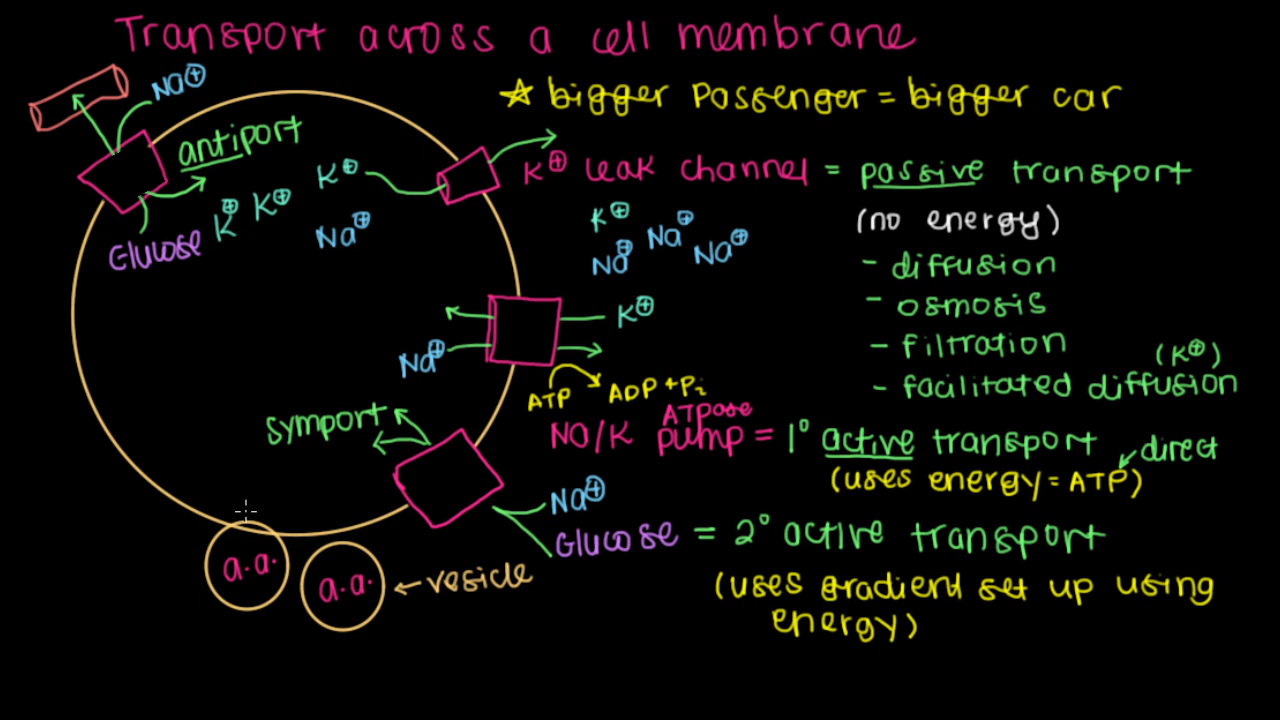 Transport across a cell membrane
☆ bigger passenger = bigger car
Na⊕
antiport
Glucose
K⊕ K⊕
K⊕
Na⊕
K⊕ leak channel = passive transport
(no energy)
- diffusion
- osmosis
- filtration
- facilitated diffusion (K⊕)
K⊕
Na⊕ Na⊕ Na⊕
K⊕
Na⊕
ATP ADP + Pi
Na/K ATPase pump = 1° active transport
direct
(uses energy = ATP)
symport
Na⊕
Glucose = 2° active transport
(uses gradient set up using
energy)
a.a.
a.a. ← vesicle